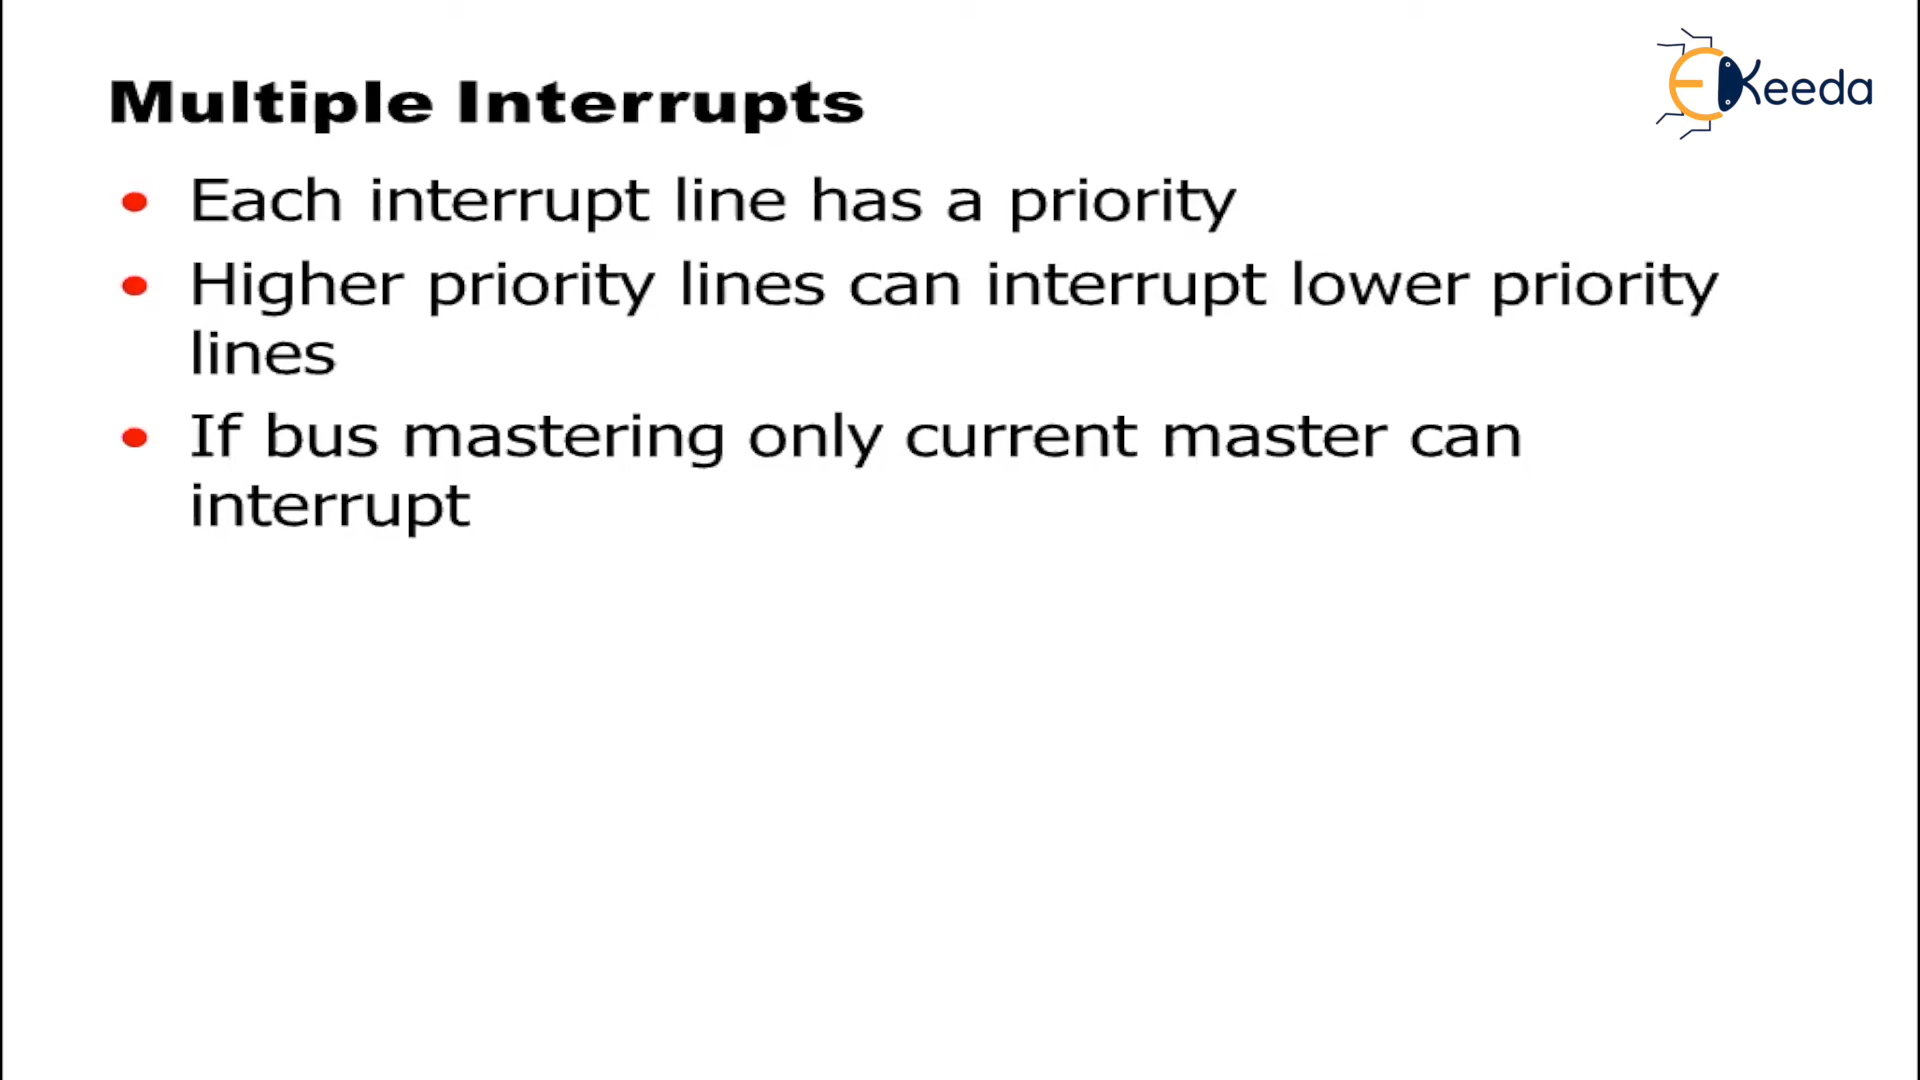 EKeeda
Multiple Interrupts
• Each interrupt line has a priority
• Higher priority lines can interrupt lower priority
lines
• If bus mastering only current master can
interrupt